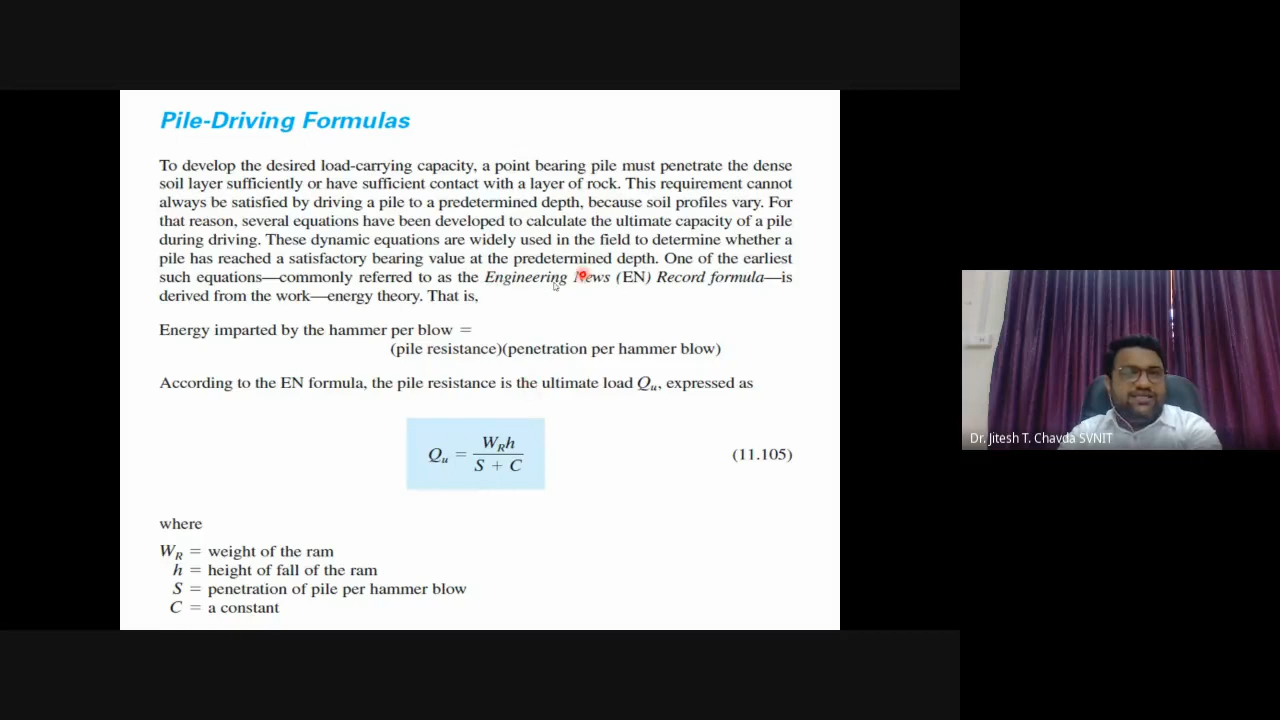 Pile-Driving Formulas
To develop the desired load-carrying capacity, a point bearing pile must penetrate the dense
soil layer sufficiently or have sufficient contact with a layer of rock. This requirement cannot
always be satisfied by driving a pile to a predetermined depth, because soil profiles vary. For
that reason, several equations have been developed to calculate the ultimate capacity of a pile
during driving. These dynamic equations are widely used in the field to determine whether a
pile has reached a satisfactory bearing value at the predetermined depth. One of the earliest
such equations—commonly referred to as the Engineering News (EN) Record formula—is
derived from the work—energy theory. That is,
Energy imparted by the hammer per blow =
(pile resistance)(penetration per hammer blow)
According to the EN formula, the pile resistance is the ultimate load Qu, expressed as
Qu = WRh / (S + C) (11.105)
where
WR = weight of the ram
h = height of fall of the ram
S = penetration of pile per hammer blow
C = a constant
Dr. Jitesh T. Chavda SVNIT